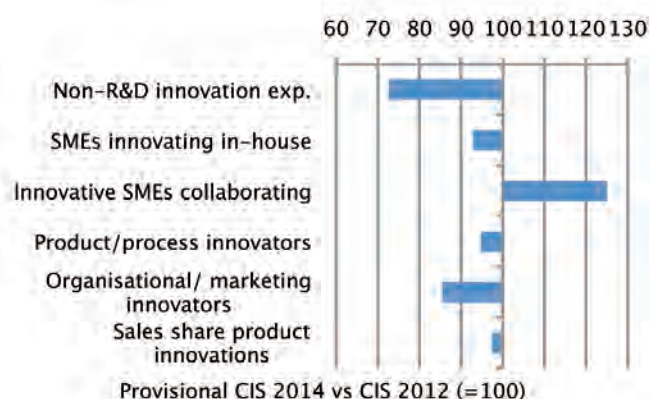 60 70 80 90 100 110 120 130
Non-R&D innovation exp.
SMEs innovating in-house
Innovative SMEs collaborating
Product/process innovators
Organisational/ marketing
innovators
Sales share product
innovations
Provisional CIS 2014 vs CIS 2012 (=100)